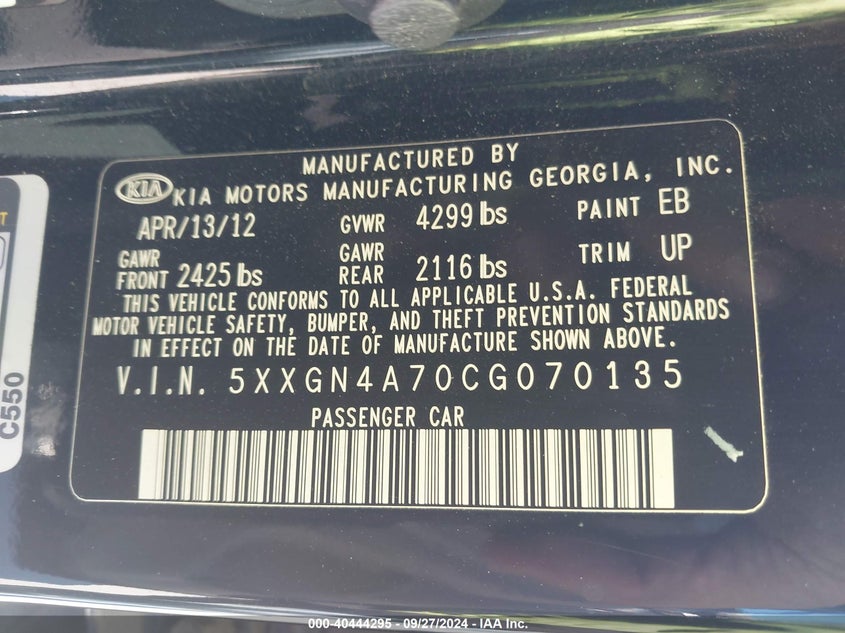 MANUFACTURED BY
KIA KIA MOTORS MANUFACTURING GEORGIA, INC.
APR/13/12 GVWR 4299 lbs PAINT EB
GAWR FRONT 2425 lbs GAWR REAR 2116 lbs TRIM UP
THIS VEHICLE CONFORMS TO ALL APPLICABLE U.S.A. FEDERAL
MOTOR VEHICLE SAFETY, BUMPER, AND THEFT PREVENTION STANDARDS
IN EFFECT ON THE DATE OF MANUFACTURE SHOWN ABOVE.
V.I.N. 5XXGN4A70CG070135
PASSENGER CAR
C550
000-40444295 - 09/27/2024 - IAA Inc.